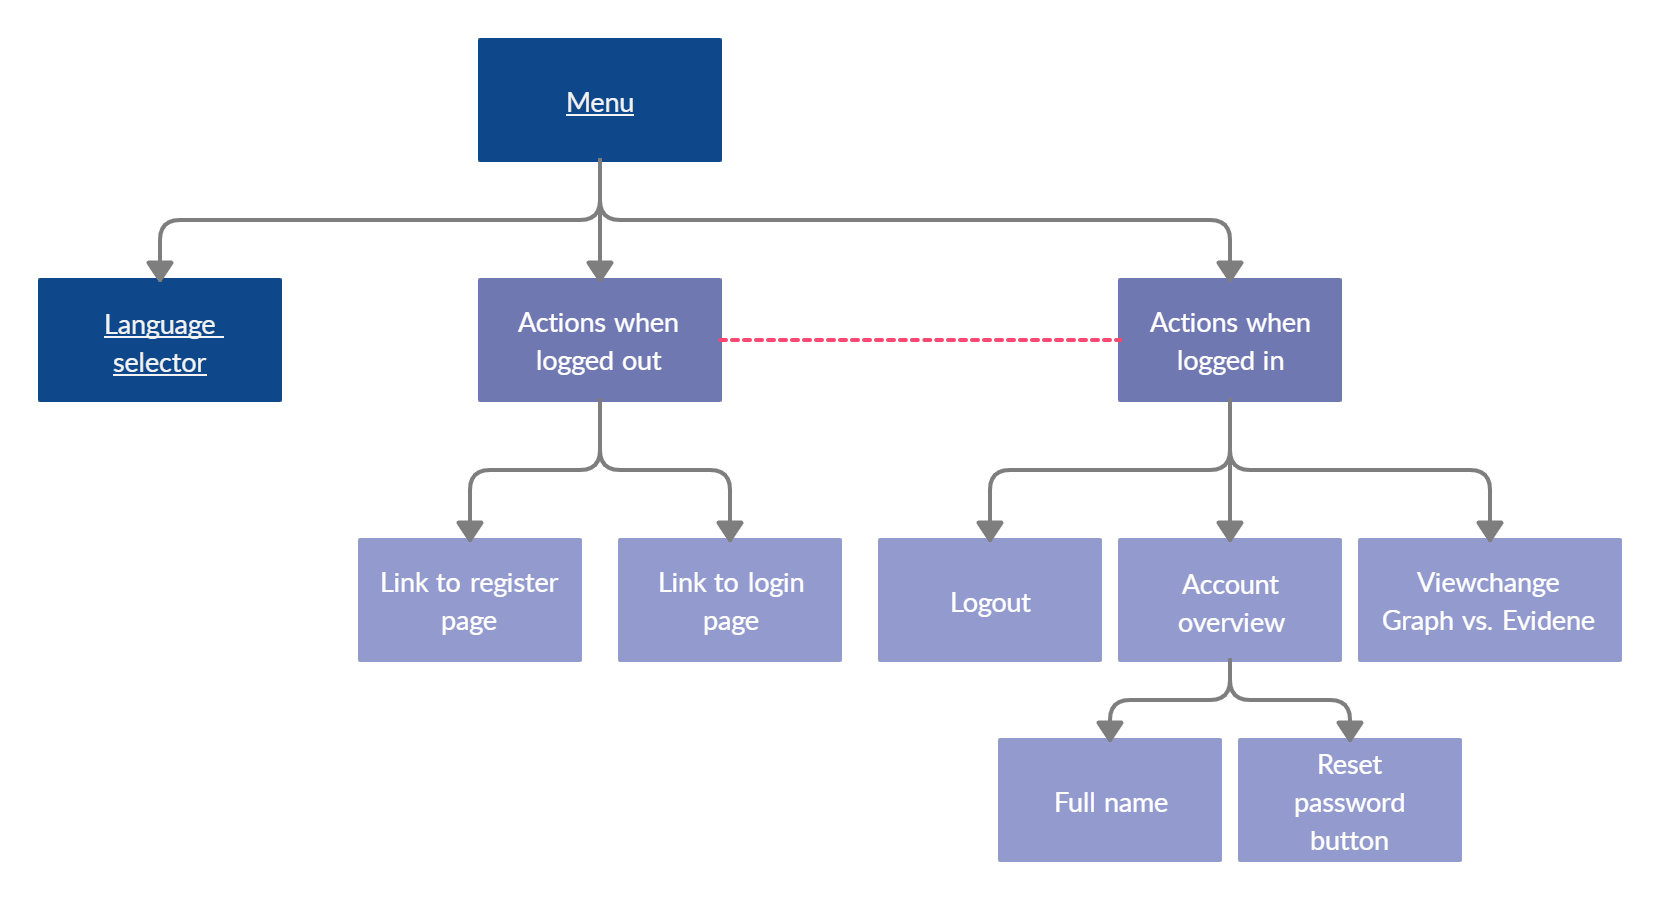 Menu
Language
selector
Actions when
logged out
Actions when
logged in
Link to register
page
Link to login
page
Logout
Account
overview
Viewchange
Graph vs. Evidene
Full name
Reset
password
button